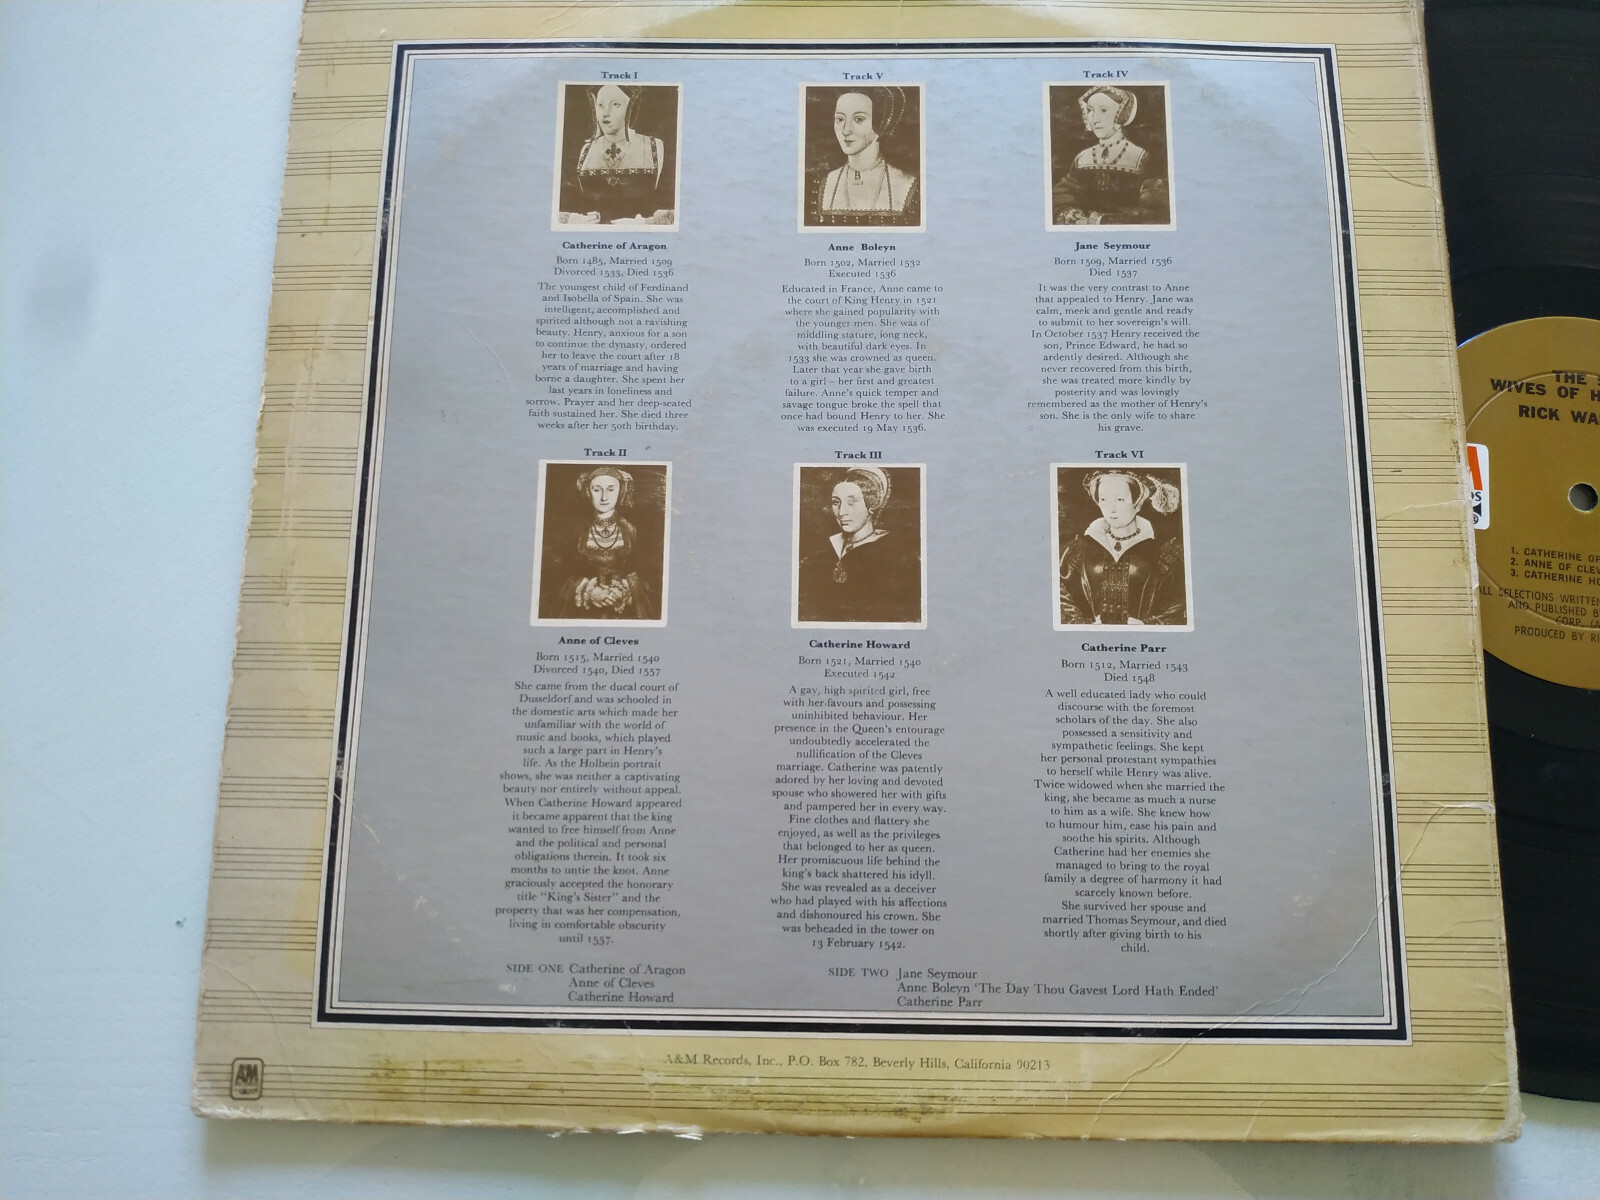 Track I
Catherine of Aragon
Born 1485, Married 1509
Divorced 1533, Died 1536
The youngest child of Ferdinand
and Isobella of Spain. She was
intelligent, accomplished and
spirited although not a ravishing
beauty. Henry, anxious for a son
to continue the dynasty, ordered
her to leave the court after 18
years of marriage and having
borne a daughter. She spent her
last years in loneliness and
sorrow. Prayer and her deep-seated
faith sustained her. She died three
weeks after her 50th birthday.
Track V
Anne Boleyn
Born 1502, Married 1532
Executed 1536
Educated in France, Anne came to
the court of King Henry in 1521
where she gained popularity with
the younger men. She was of
middling stature, long neck,
with beautiful dark eyes. In
1533 she was crowned as queen.
Later that year she gave birth
to a girl – her first and greatest
failure. Anne's quick temper and
savage tongue broke the spell that
once had bound Henry to her. She
was executed 19 May 1536.
Track IV
Jane Seymour
Born 1509, Married 1536
Died 1537
It was the very contrast to Anne
that appealed to Henry. Jane was
calm, meek and gentle and ready
to submit to her sovereign's will.
In October 1537 Henry received the
son, Prince Edward, he had so
ardently desired. Although she
never recovered from this birth,
she was treated more kindly by
posterity and was lovingly
remembered as the mother of Henry's
son. She is the only wife to share
his grave.
Track II
Anne of Cleves
Born 1515, Married 1540
Divorced 1540, Died 1557
She came from the ducal court of
Dusseldorf and was schooled in
the domestic arts which made her
unfamiliar with the world of
music and books, which played
such a large part in Henry's
life. As the Holbein portrait
shows, she was neither a captivating
beauty nor entirely without appeal.
When Catherine Howard appeared
it became apparent that the king
wanted to free himself from Anne
and the political and personal
obligations therein. It took six
months to untie the knot. Anne
graciously accepted the honorary
title "King's Sister" and the
property that was her compensation,
living in comfortable obscurity
until 1557.
Track III
Catherine Howard
Born 1521, Married 1540
Executed 1542
A gay, high spirited girl, free
with her favours and possessing
uninhibited behaviour. Her
presence in the Queen's entourage
undoubtedly accelerated the
nullification of the Cleves
marriage. Catherine was patently
adored by her loving and devoted
spouse who showered her with gifts
and pampered her in every way.
Fine clothes and flattery she
enjoyed, as well as the privileges
that belonged to her as queen.
Her promiscuous life behind the
king's back shattered his idyll.
She was revealed as a deceiver
who had played with his affections
and dishonoured his crown. She
was beheaded in the tower on
13 February 1542.
Track VI
Catherine Parr
Born 1512, Married 1543
Died 1548
A well educated lady who could
discourse with the foremost
scholars of the day. She also
possessed a sensitivity and
sympathetic feelings. She kept
her personal protestant sympathies
to herself while Henry was alive.
Twice widowed when she married the
king, she became as much a nurse
to him as a wife. She knew how
to humour him, ease his pain and
soothe his spirits. Although
Catherine had her enemies she
managed to bring to the royal
family a degree of harmony it had
scarcely known before.
She survived her spouse and
married Thomas Seymour, and died
shortly after giving birth to his
child.
SIDE ONE Catherine of Aragon
Anne of Cleves
Catherine Howard
SIDE TWO Jane Seymour
Anne Boleyn 'The Day Thou Gavest Lord Hath Ended'
Catherine Parr
A&M Records, Inc., P.O. Box 782, Beverly Hills, California 90213
AM
THE
WIVES OF H
RICK WA
1. CATHERINE OF
2. ANNE OF CLEV
3. CATHERINE HO
ALL SELECTIONS WRITTEN
AND PUBLISHED B
CORP. (A
PRODUCED BY RI